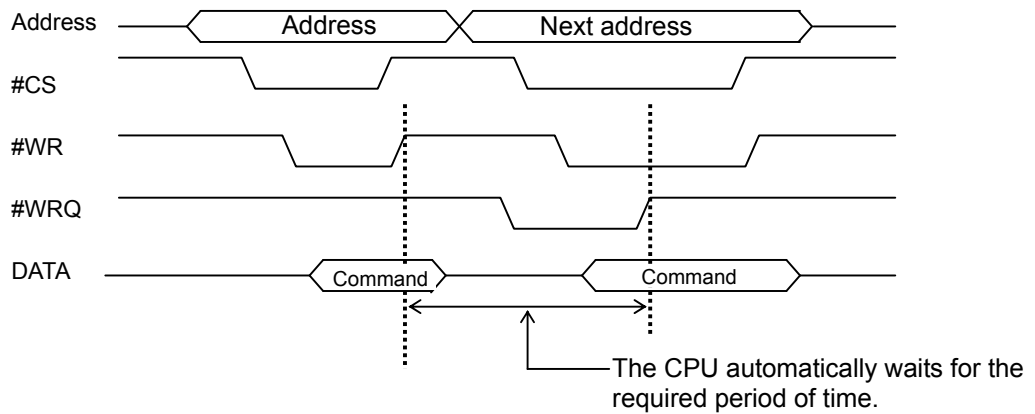 Address Address Next address
#CS
#WR
#WRQ
DATA Command Command
The CPU automatically waits for the
required period of time.